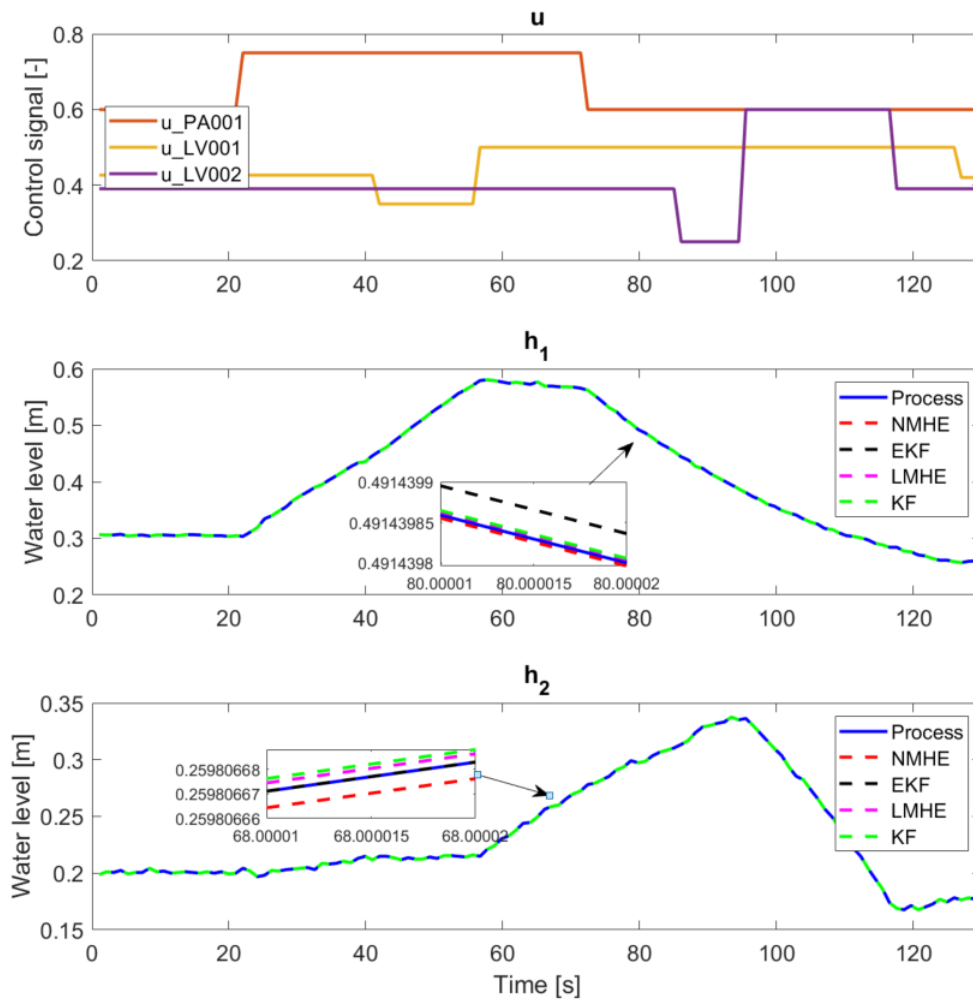 u
Control signal [-]
0.8
0.6
0.4
0.2
u_PA001
u_LV001
u_LV002
0 20 40 60 80 100 120
h1
Water level [m]
0.6
0.5
0.4
0.3
0.2
Process
NMHE
EKF
LMHE
KF
0.4914399
0.49143985
0.4914398
80.00001 80.000015 80.00002
0 20 40 60 80 100 120
h2
Water level [m]
0.35
0.3
0.25
0.2
0.15
0.25980668
0.25980667
0.25980666
68.00001 68.000015 68.00002
Process
NMHE
EKF
LMHE
KF
0 20 40 60 80 100 120
Time [s]